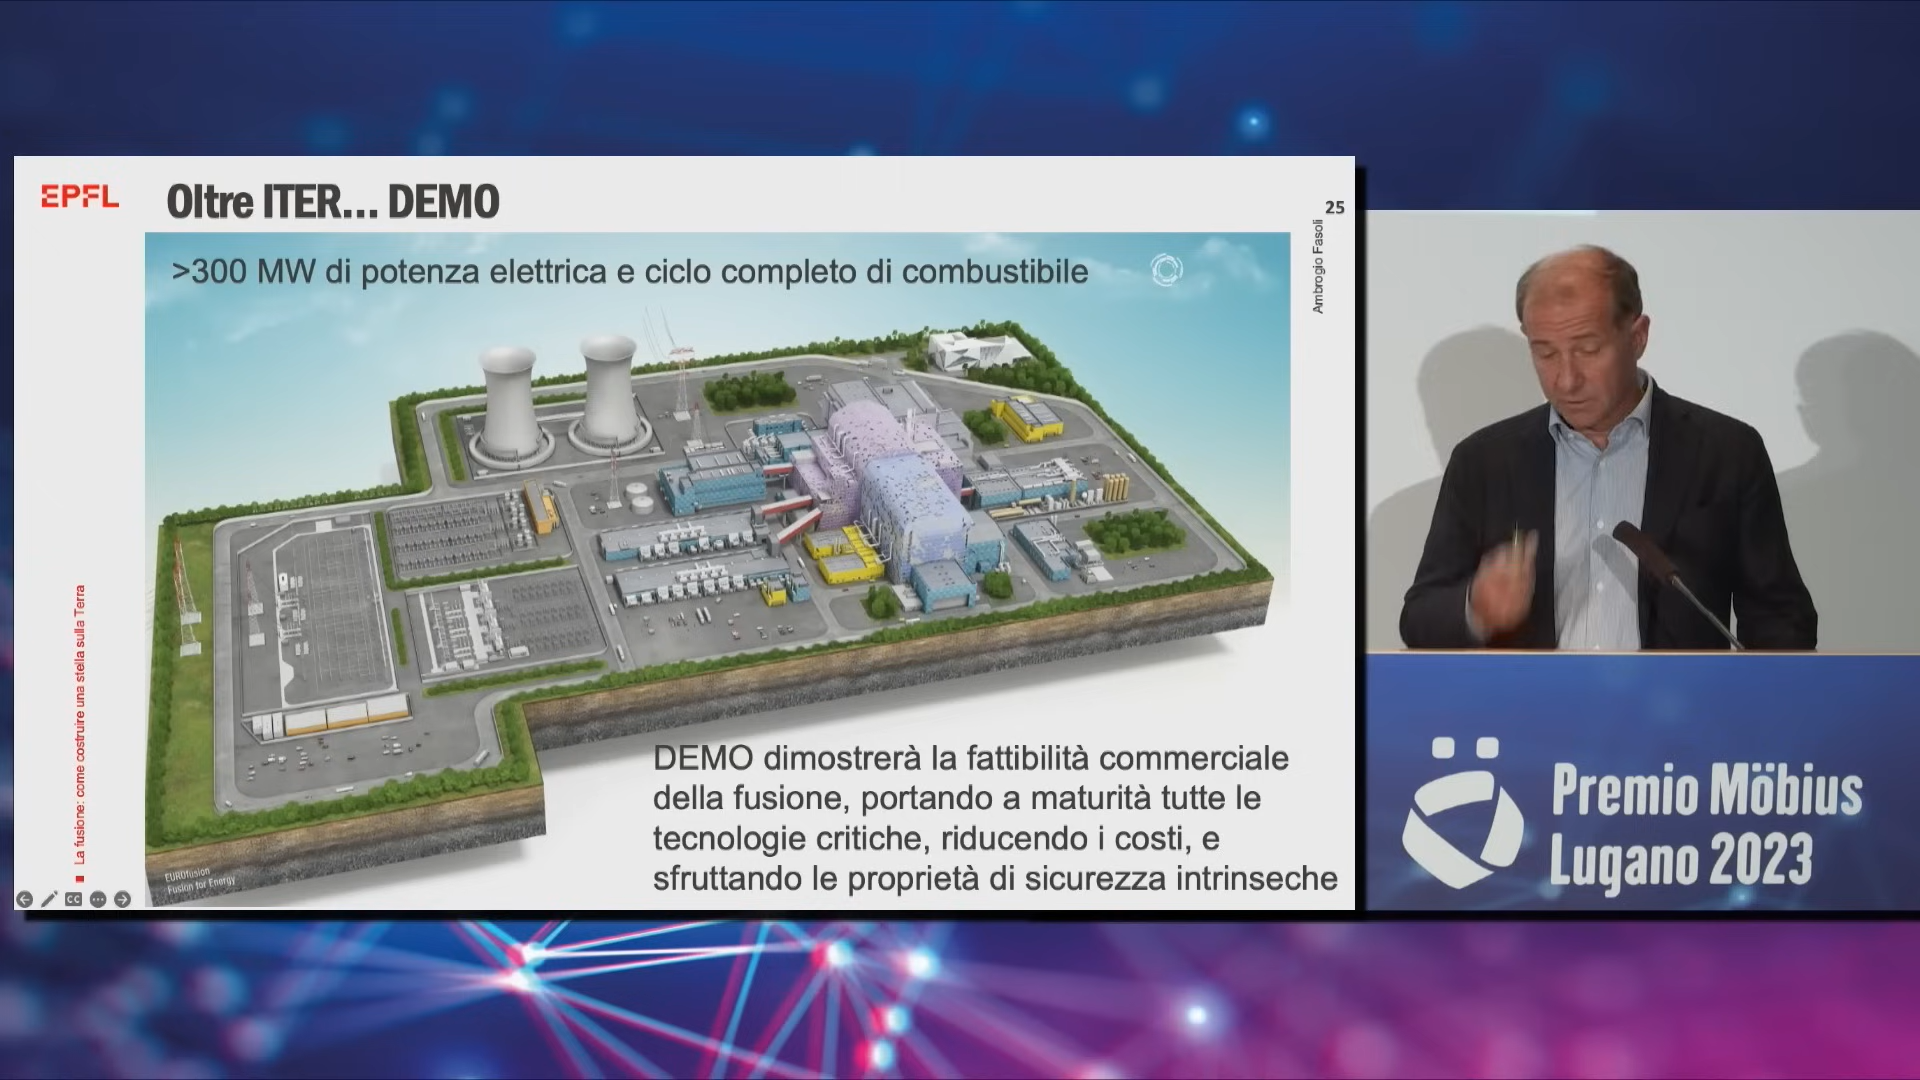 EPFL
Oltre ITER... DEMO
25
Ambrogio Fasoli
>300 MW di potenza elettrica e ciclo completo di combustibile
La fusione: come costruire una stella sulla Terra
DEMO dimostrerà la fattibilità commerciale
della fusione, portando a maturità tutte le
tecnologie critiche, riducendo i costi, e
sfruttando le proprietà di sicurezza intrinseche
EUROfusion
Fusion for Energy
CC
Premio Möbius
Lugano 2023